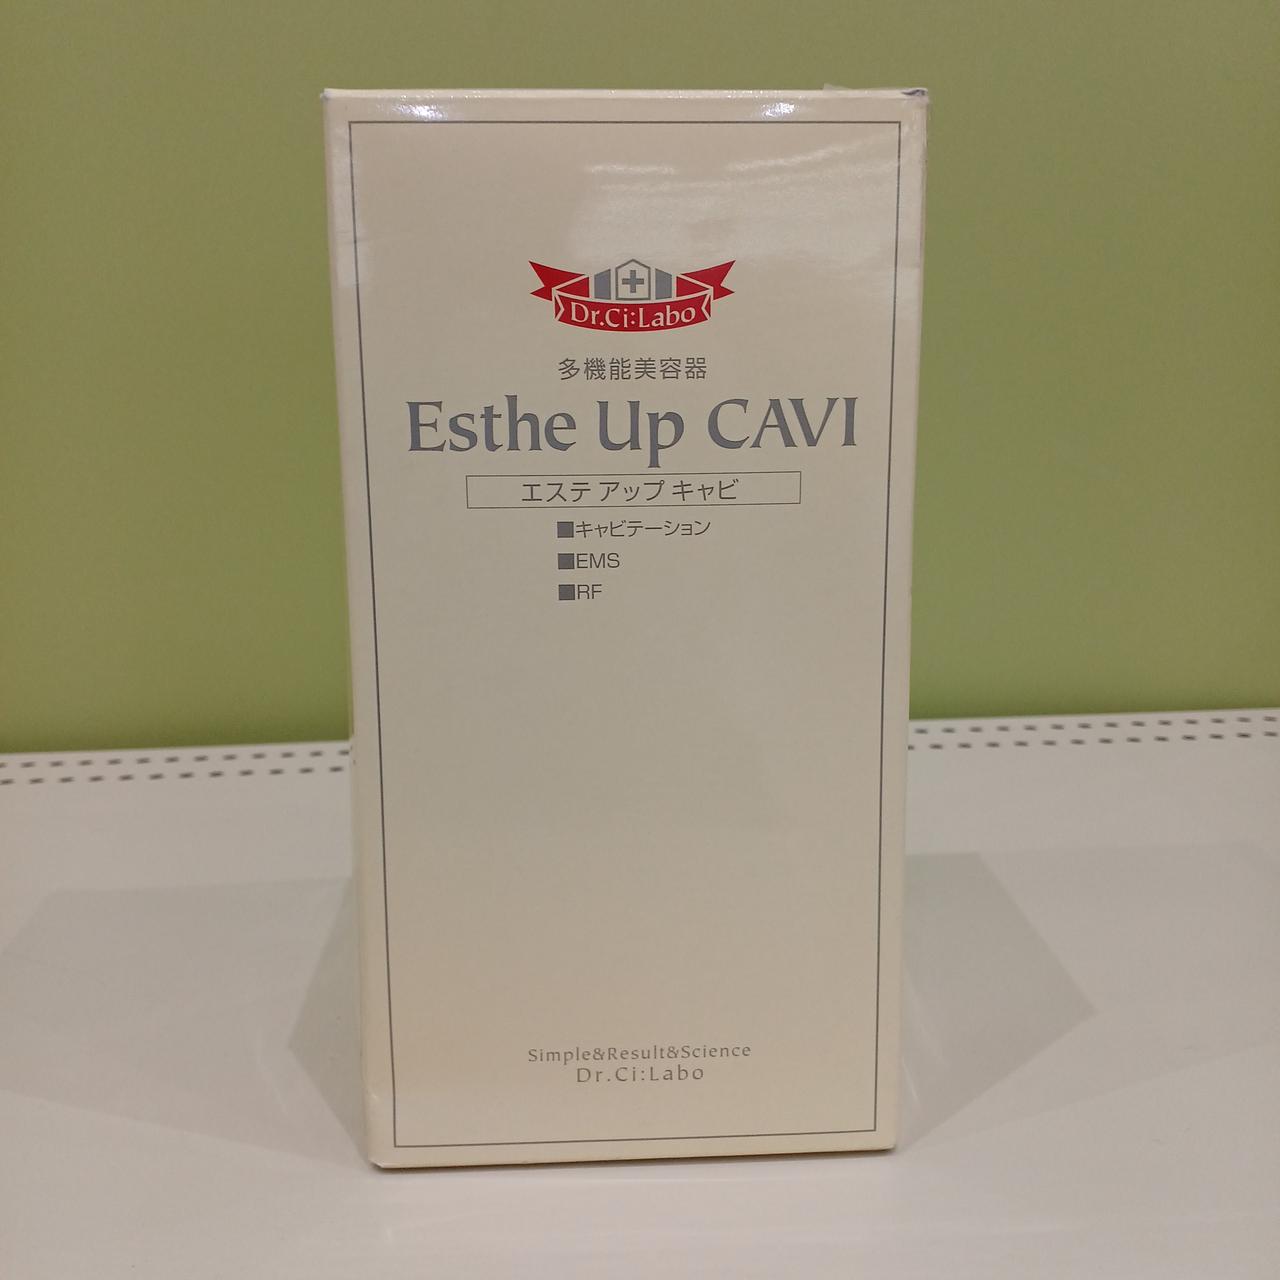 Dr.Ci:Labo
多機能美容器
Esthe Up CAVI
エステ アップ キャビ
■キャビテーション
■EMS
■RF
Simple&Result&Science
Dr.Ci:Labo